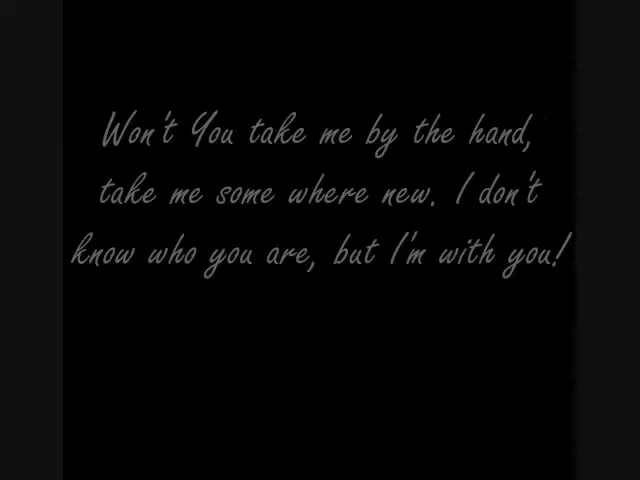 Won't You take me by the hand,
take me some where new. I don't
know who you are, but I'm with you!